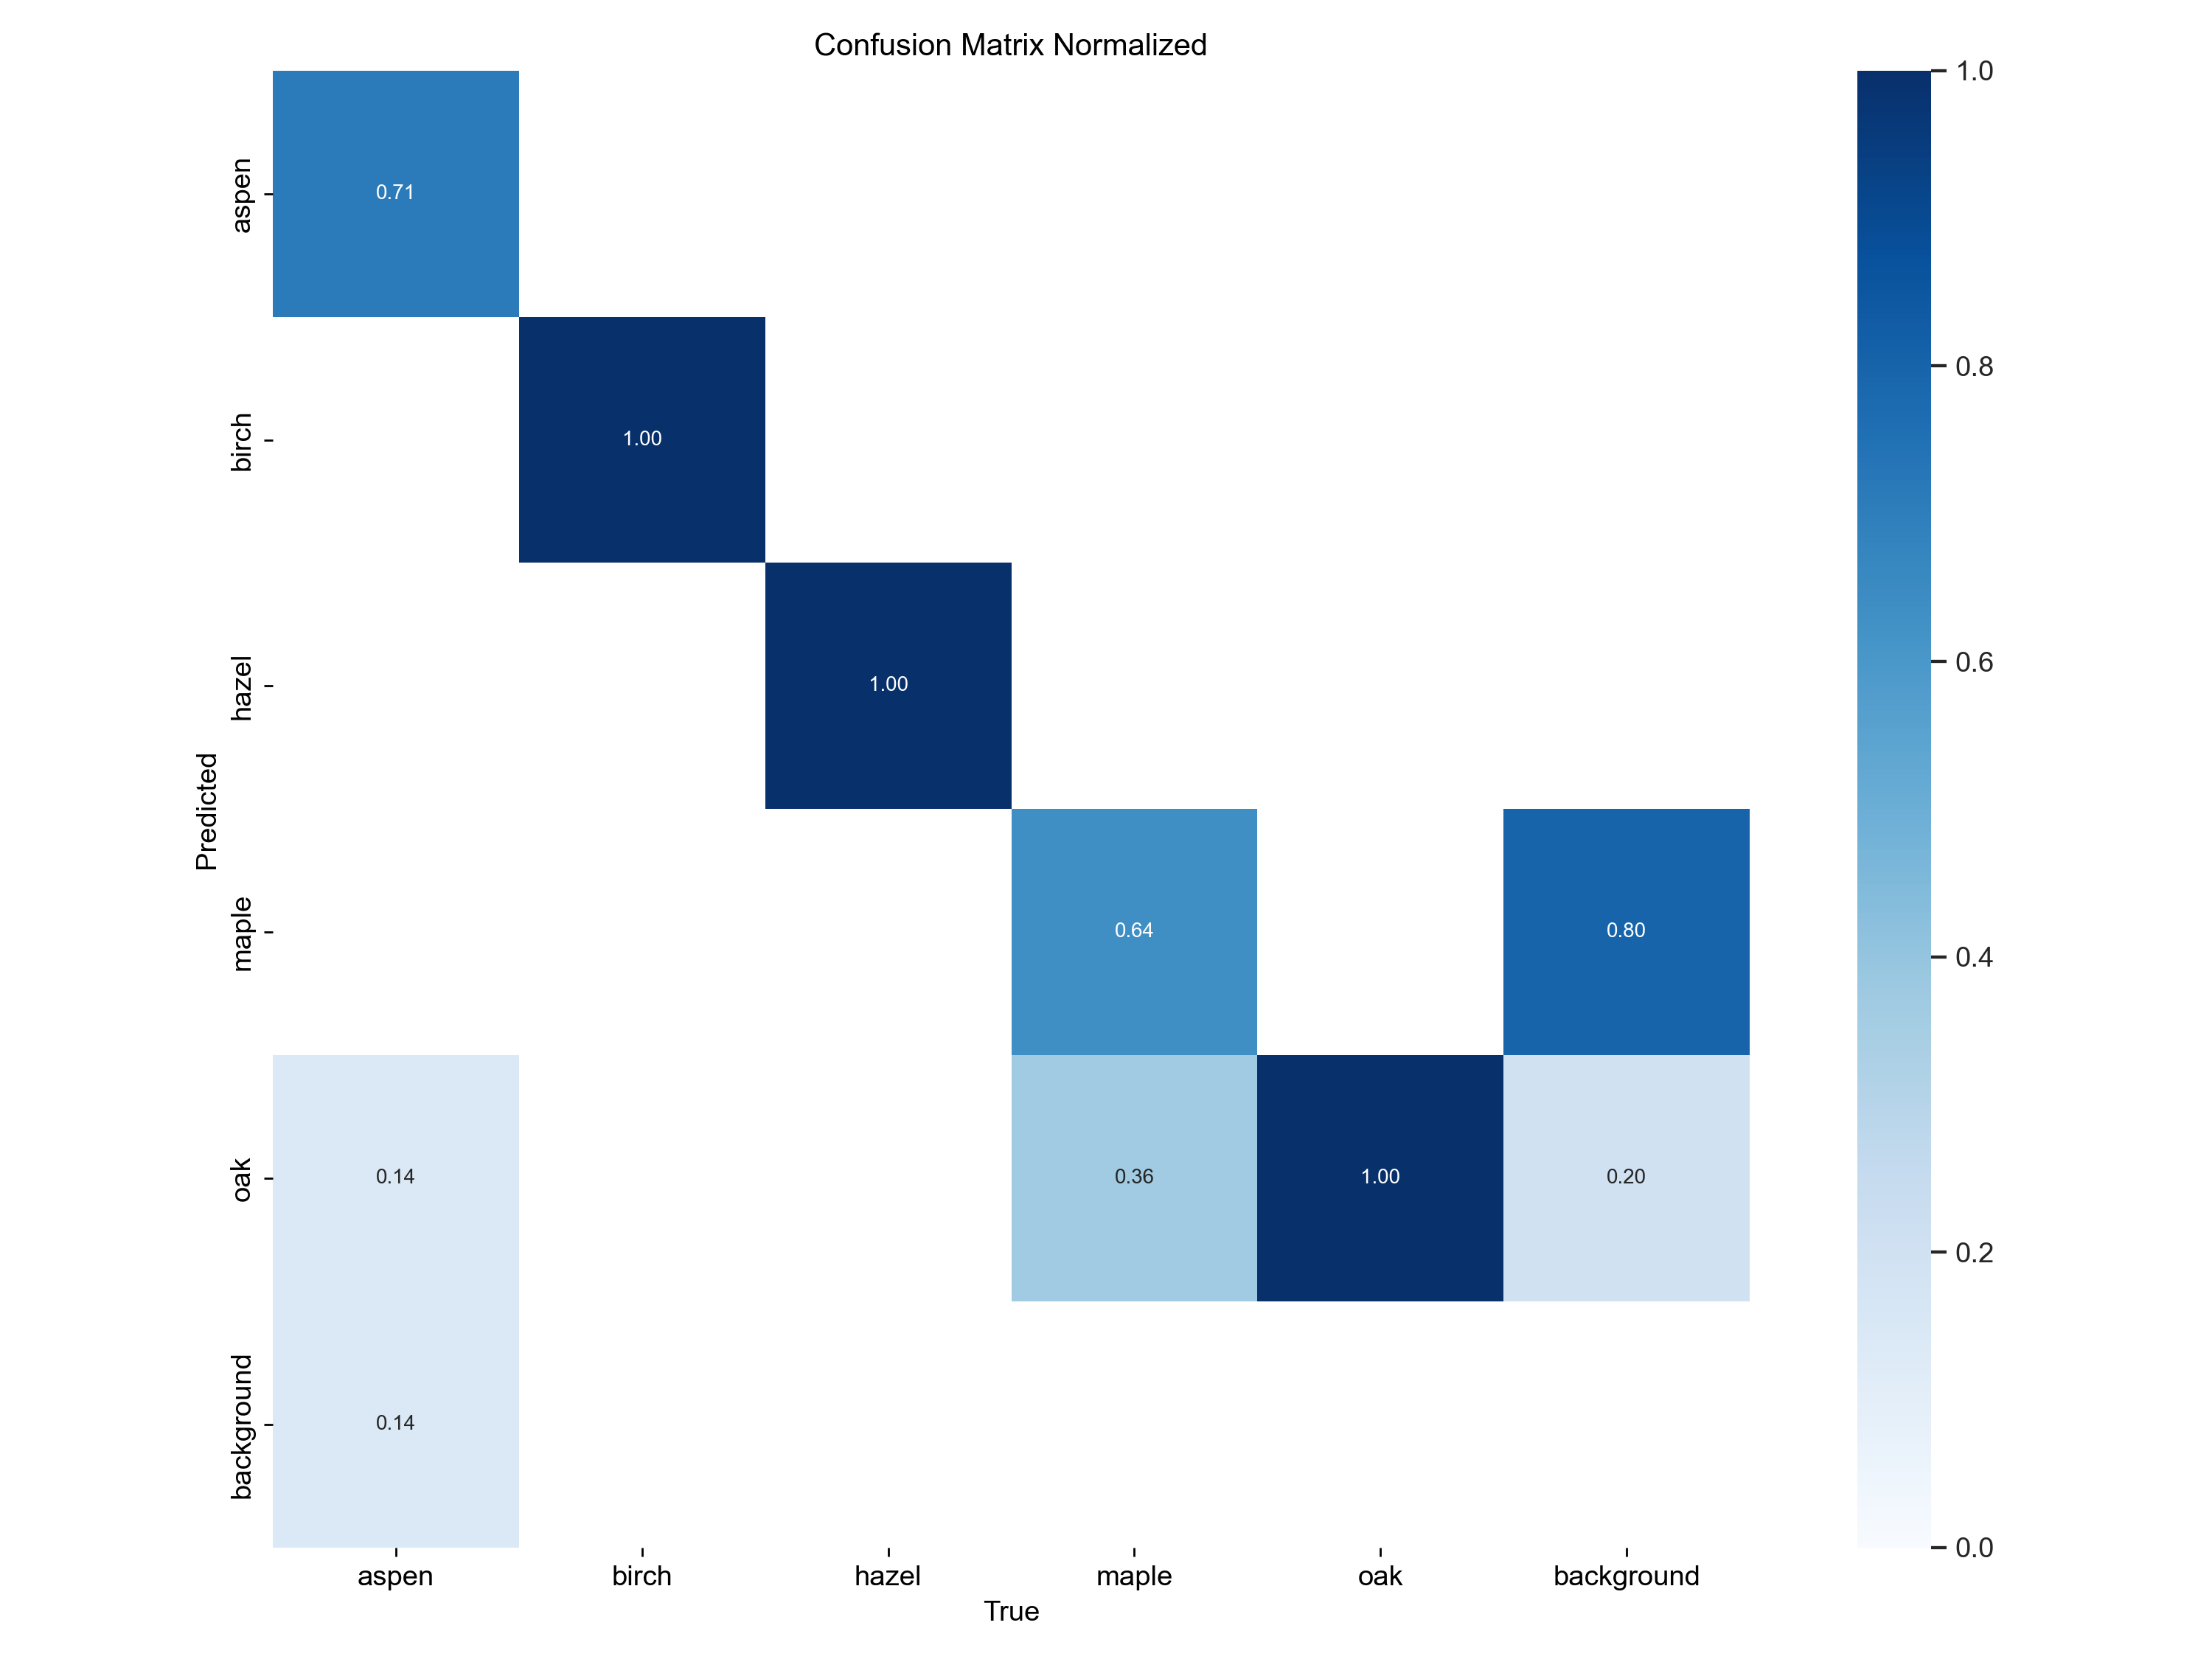 Confusion Matrix Normalized
1.0
aspen
0.71
birch
1.00
0.8
hazel
1.00
0.6
Predicted
maple
0.64
0.80
0.4
oak
0.14
0.36
1.00
0.20
0.2
background
0.14
0.0
aspen birch hazel maple oak background
True